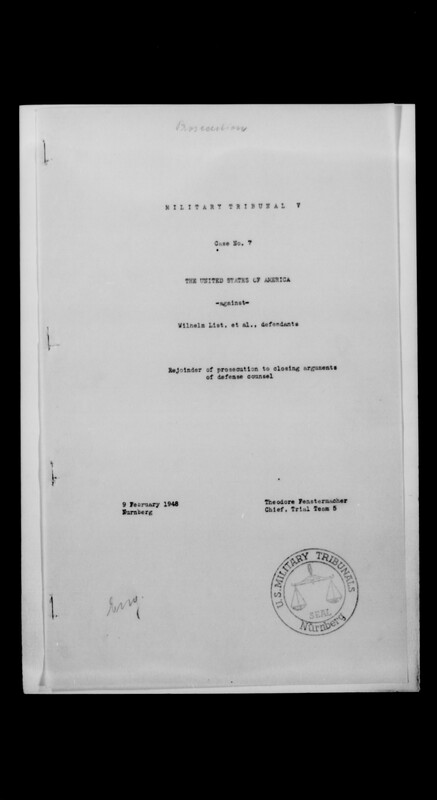 MILITARY TRIBUNAL V
Case No. 7
THE UNITED STATES OF AMERICA
-against-
Wilhelm List, et al., defendants
Rejoinder of prosecution to closing arguments
of defense counsel
9 February 1948
Nurnberg
Theodore Fenstermacher
Chief, Trial Team 5
U.S. MILITARY TRIBUNALS
SEAL
Nürnberg